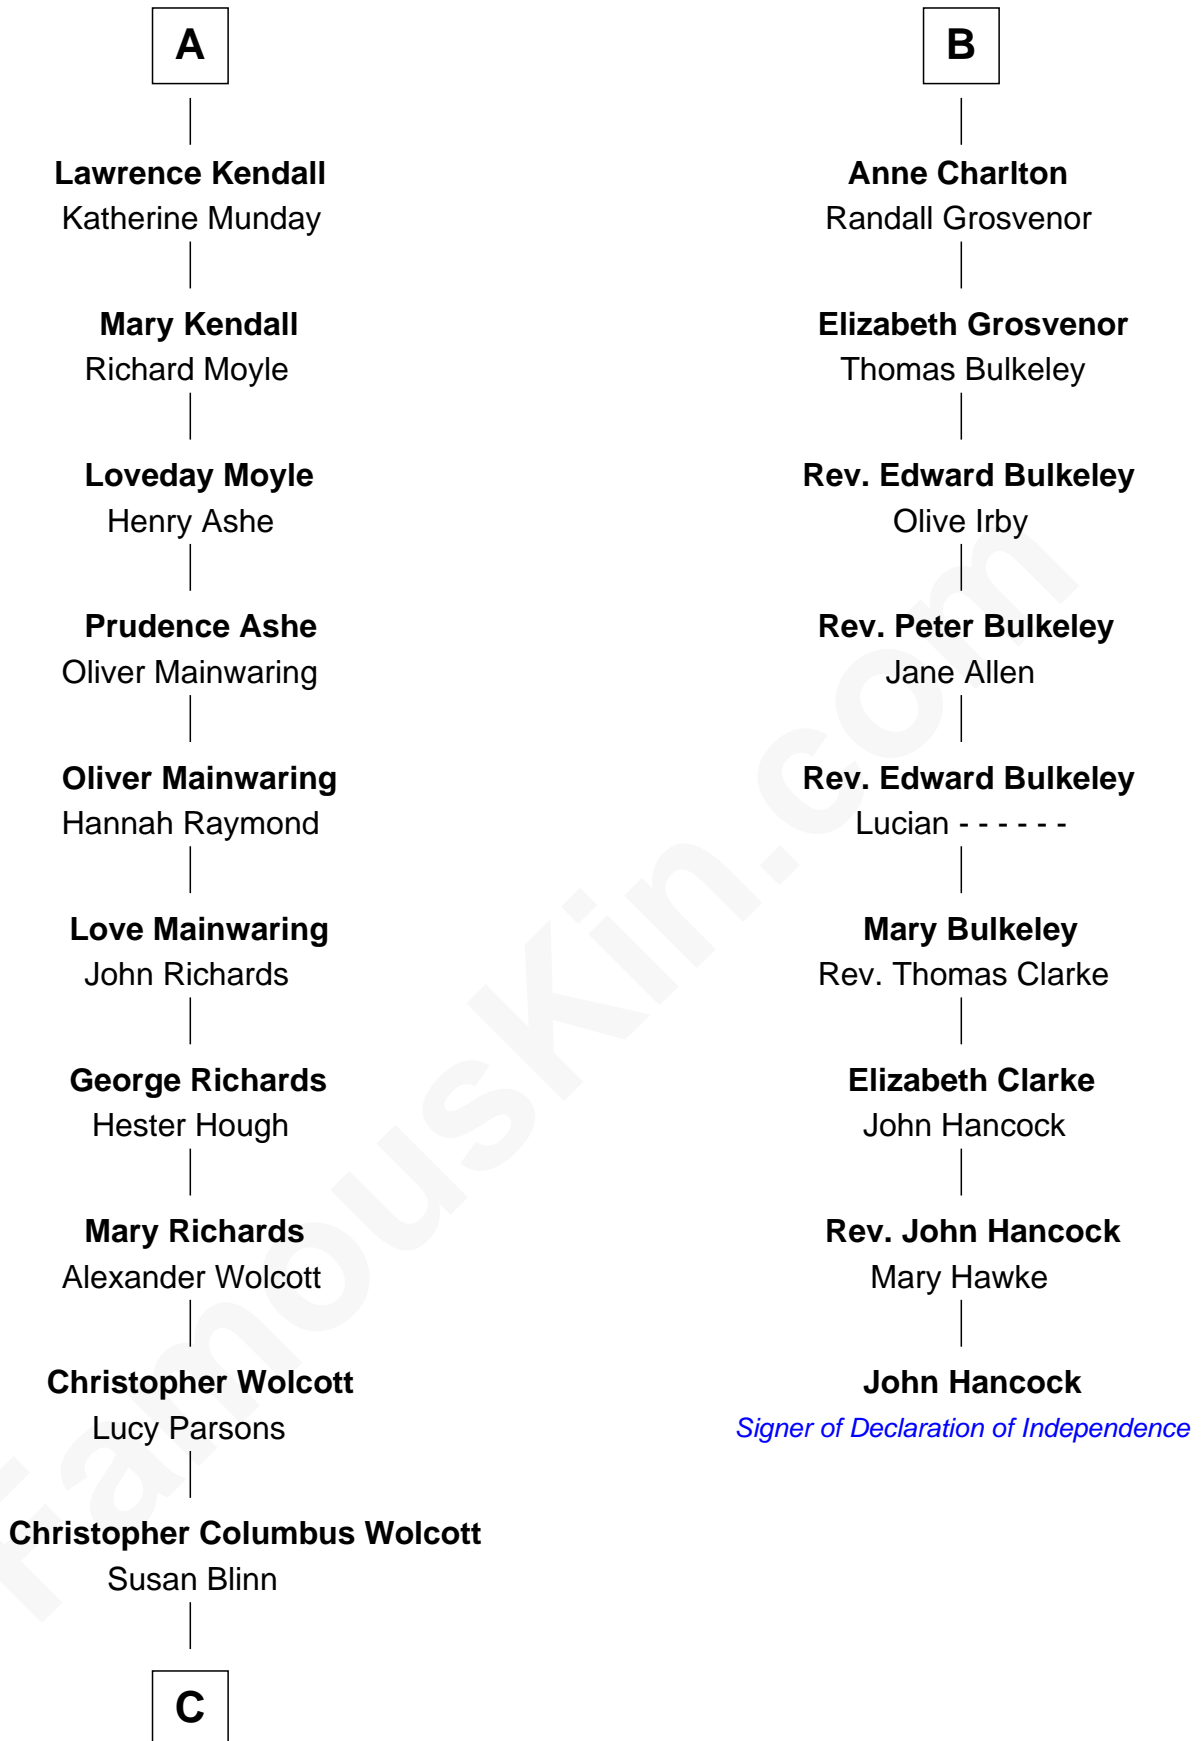 A
Lawrence Kendall
Katherine Munday
Mary Kendall
Richard Moyle
Loveday Moyle
Henry Ashe
Prudence Ashe
Oliver Mainwaring
Oliver Mainwaring
Hannah Raymond
Love Mainwaring
John Richards
George Richards
Hester Hough
Mary Richards
Alexander Wolcott
Christopher Wolcott
Lucy Parsons
Christopher Columbus Wolcott
Susan Blinn
C
B
Anne Charlton
Randall Grosvenor
Elizabeth Grosvenor
Thomas Bulkeley
Rev. Edward Bulkeley
Olive Irby
Rev. Peter Bulkeley
Jane Allen
Rev. Edward Bulkeley
Lucian - - - - - -
Mary Bulkeley
Rev. Thomas Clarke
Elizabeth Clarke
John Hancock
Rev. John Hancock
Mary Hawke
John Hancock
Signer of Declaration of Independence
FamousKin.com